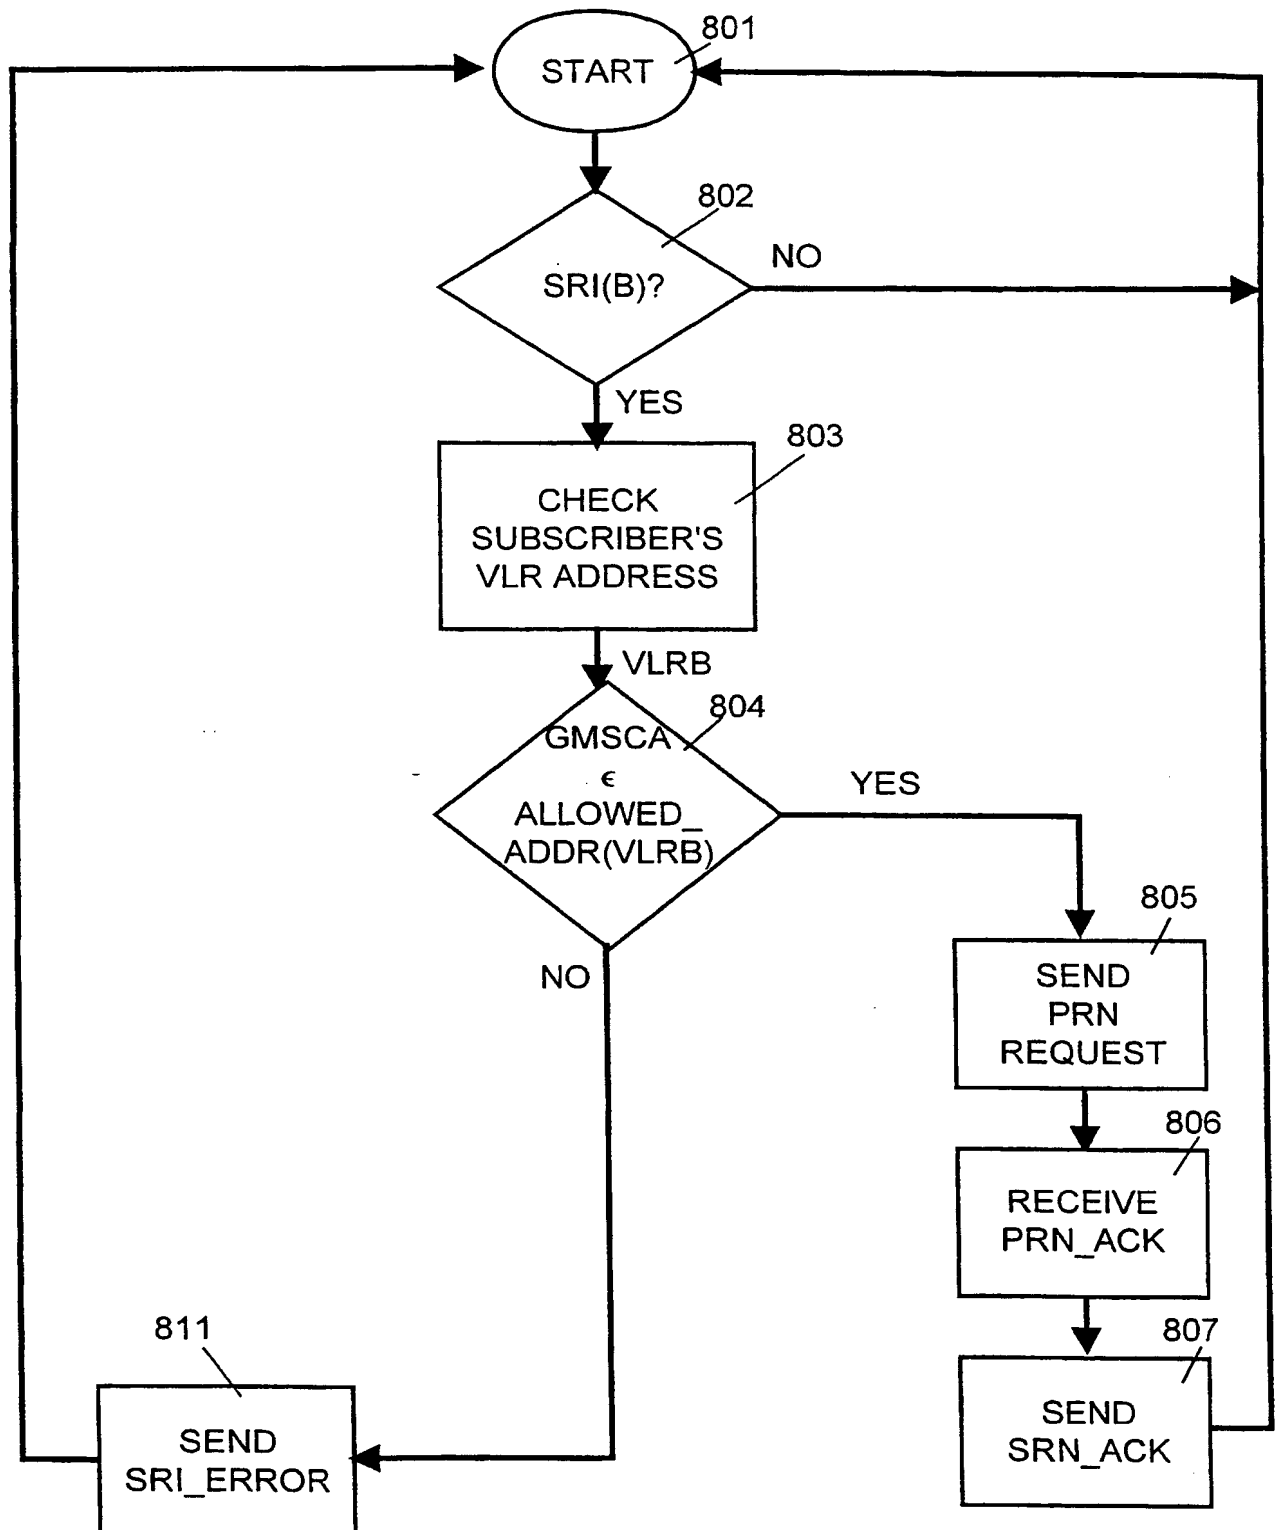 801
START
802
SRI(B)?
NO
YES
803
CHECK
SUBSCRIBER'S
VLR ADDRESS
VLRB
804
GMSCA
ϵ
ALLOWED_
ADDR(VLRB)
YES
NO
805
SEND
PRN
REQUEST
806
RECEIVE
PRN_ACK
807
SEND
SRN_ACK
811
SEND
SRI_ERROR